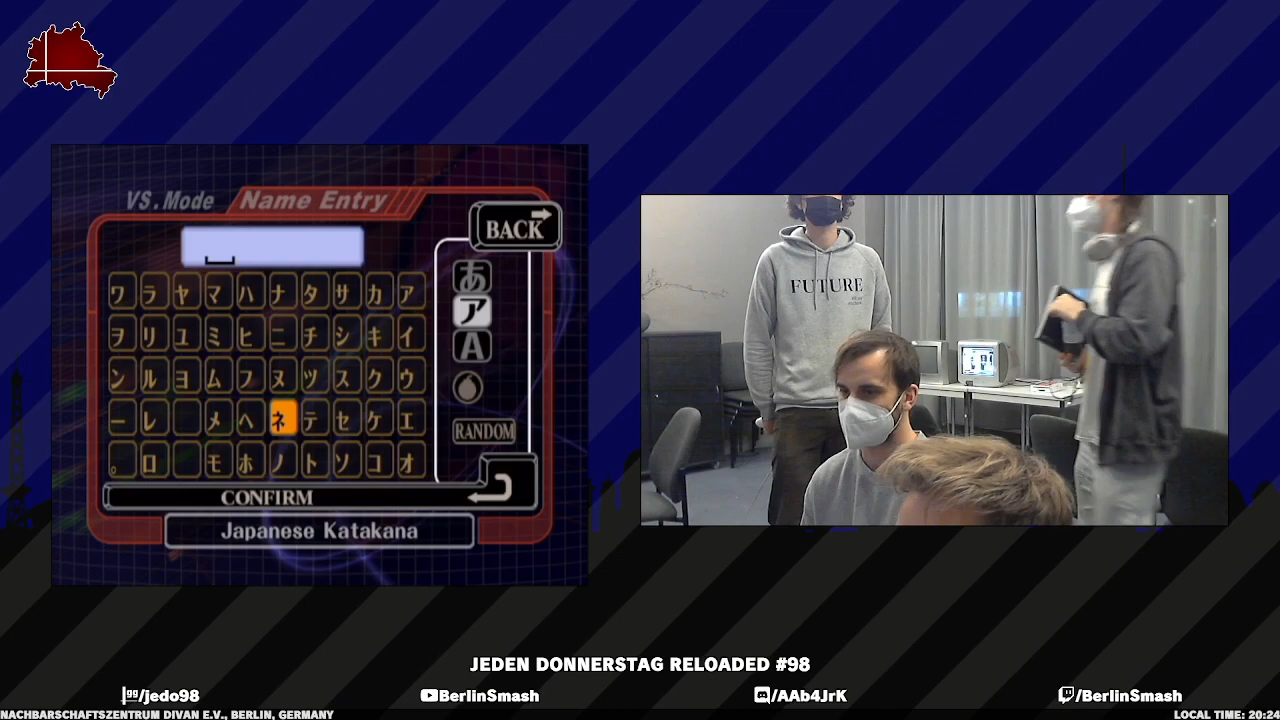 VS.Mode Name Entry
BACK
ワ ラ ヤ マ ハ ナ タ サ カ ア
ヲ リ ユ ミ ヒ ニ チ シ キ イ
ン ル ヨ ム フ ヌ ツ ス ク ウ
ー レ メ ヘ ネ テ セ ケ エ
。 ロ モ ホ ノ ト ソ コ オ
あ
ア
A
RANDOM
CONFIRM
Japanese Katakana
FUTURE
JEDEN DONNERSTAG RELOADED #98
gg/jedo98
BerlinSmash
/AAb4JrK
/BerlinSmash
NACHBARSCHAFTSZENTRUM DIVAN E.V., BERLIN, GERMANY
LOCAL TIME: 20:24